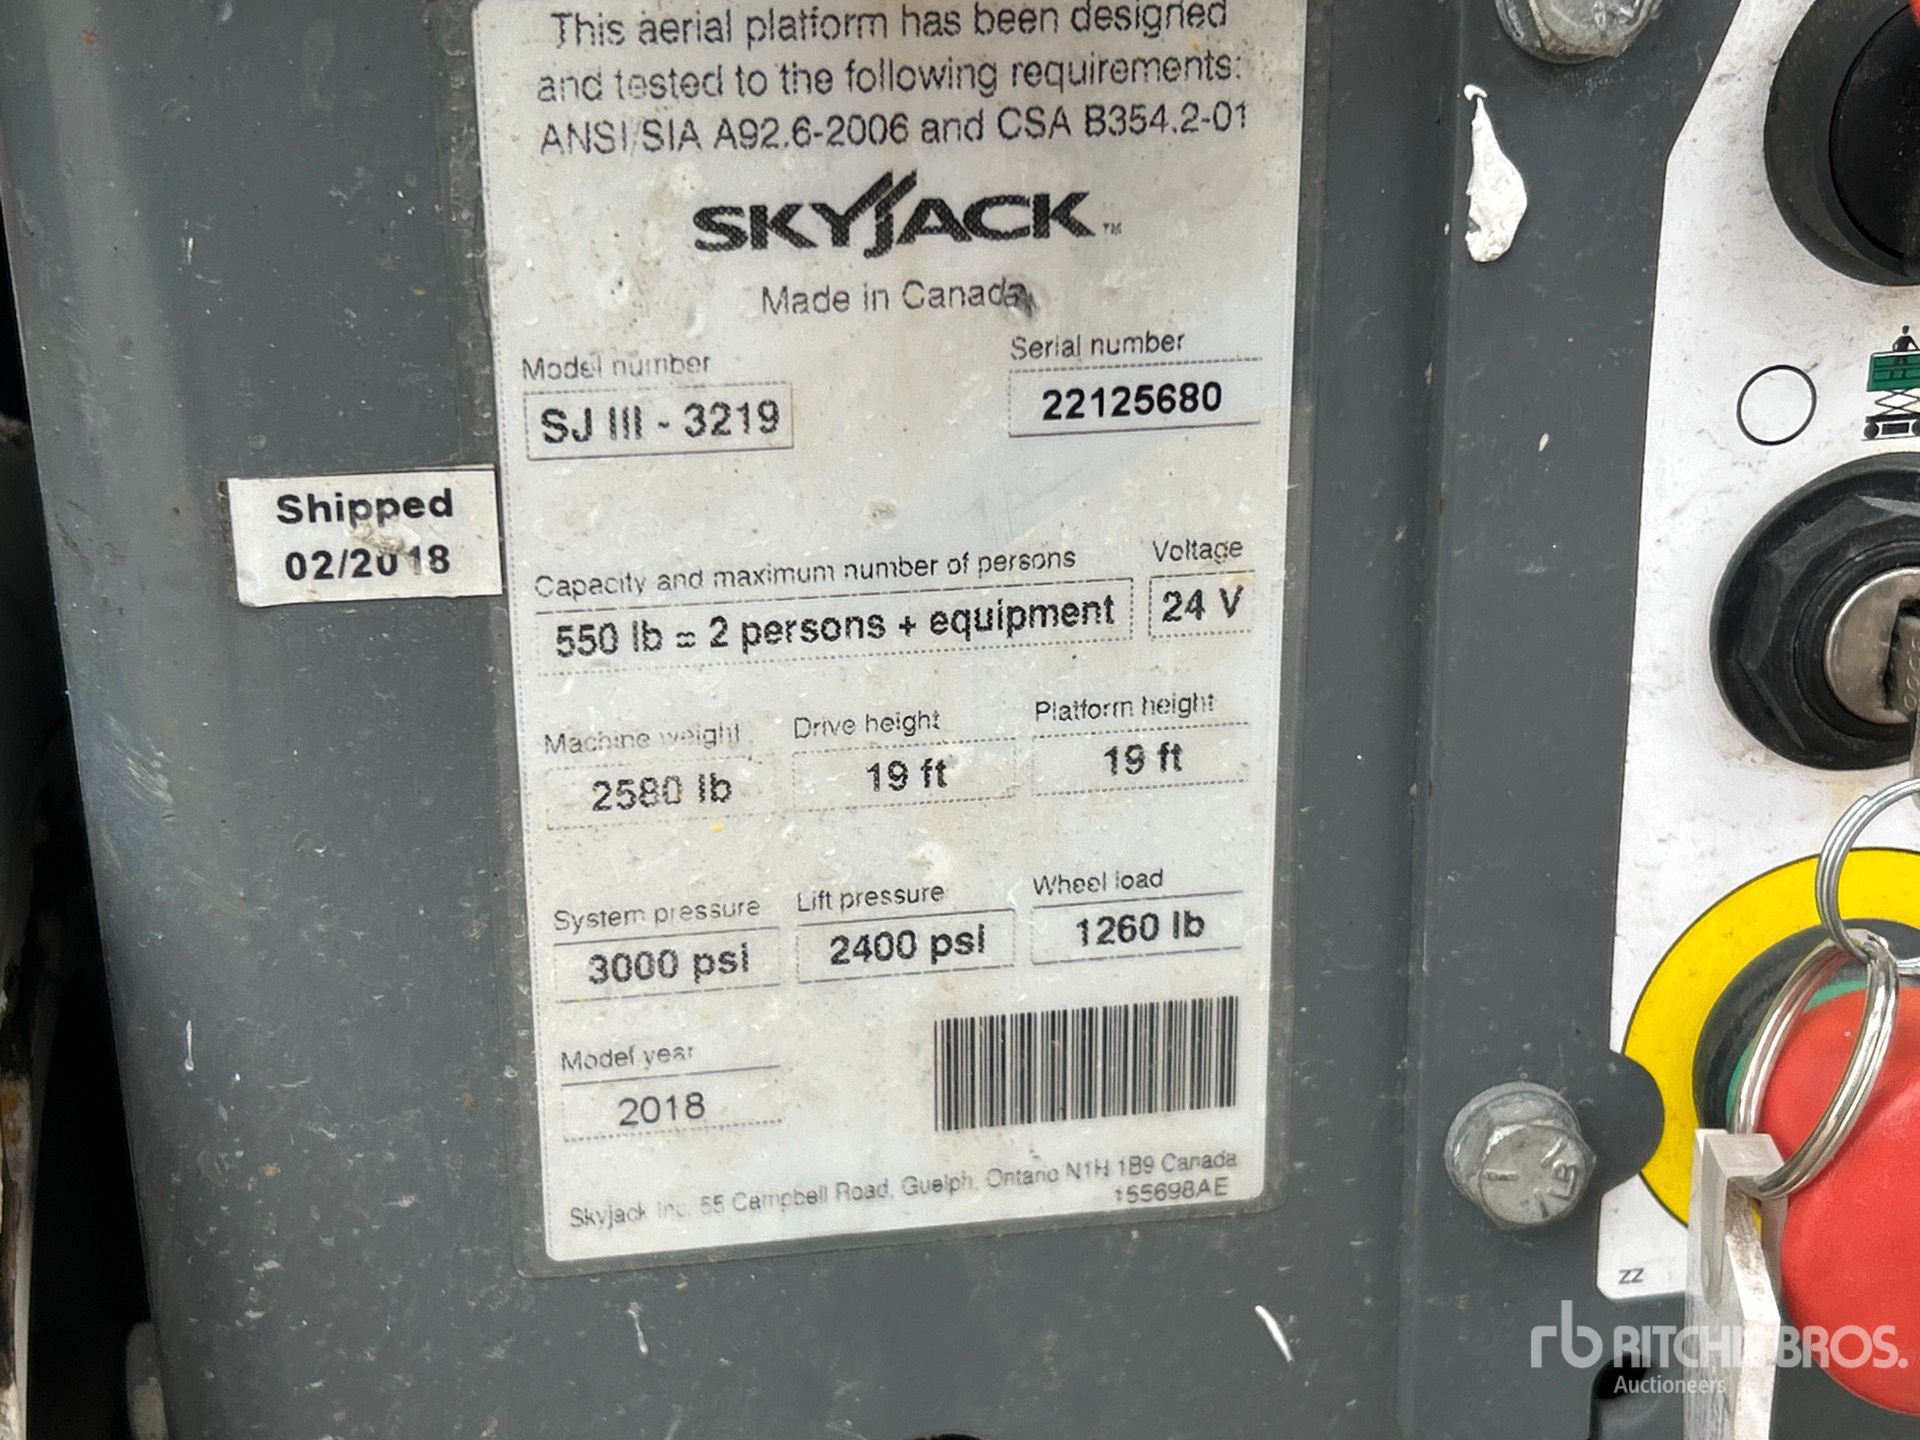 This aerial platform has been designed
and tested to the following requirements:
ANSI/SIA A92.6-2006 and CSA B354.2-01
SKYJACK™
Made in Canada
Model number
SJ III - 3219
Serial number
22125680
Shipped
02/2018
Capacity and maximum number of persons
550 lb = 2 persons + equipment
Voltage
24 V
Machine weight
2580 lb
Drive height
19 ft
Platform height
19 ft
System pressure
3000 psi
Lift pressure
2400 psi
Wheel load
1260 lb
Model year
2018
Skyjack Inc. 55 Campbell Road, Guelph, Ontario N1H 1B9 Canada
155698AE
ZZ
rb RITCHIE BROS.
Auctioneers